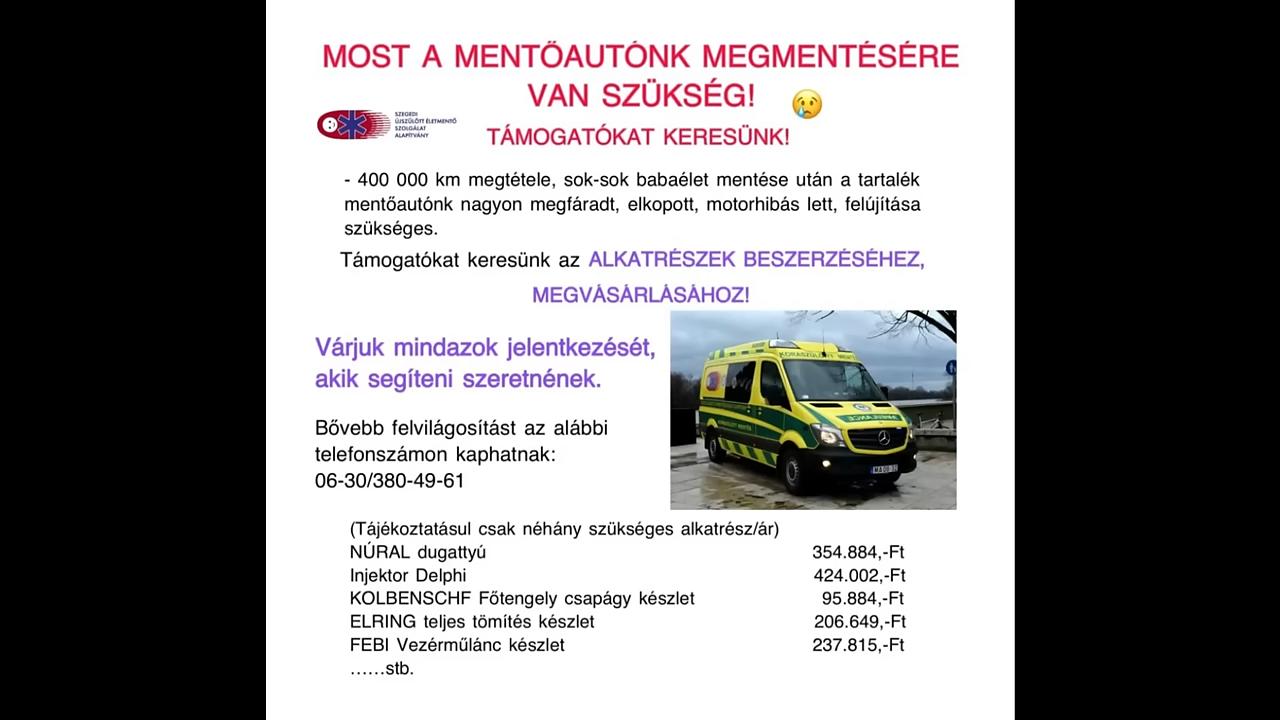 MOST A MENTŐAUTÓNK MEGMENTÉSÉRE
VAN SZÜKSÉG!
SZEGEDI
ÚJSZÜLÖTT ÉLETMENTŐ
SZOLGÁLAT
ALAPÍTVÁNY
TÁMOGATÓKAT KERESÜNK!
- 400 000 km megtétele, sok-sok babaélet mentése után a tartalék
mentőautónk nagyon megfáradt, elkopott, motorhibás lett, felújítása
szükséges.
Támogatókat keresünk az ALKATRÉSZEK BESZERZÉSÉHEZ,
MEGVÁSÁRLÁSÁHOZ!
Várjuk mindazok jelentkezését,
akik segíteni szeretnének.
Bővebb felvilágosítást az alábbi
telefonszámon kaphatnak:
06-30/380-49-61
KORASZÜLÖTT MENTŐ
(Tájékoztatásul csak néhány szükséges alkatrész/ár)
NÚRAL dugattyú 354.884,-Ft
Injektor Delphi 424.002,-Ft
KOLBENSCHF Főtengely csapágy készlet 95.884,-Ft
ELRING teljes tömítés készlet 206.649,-Ft
FEBI Vezérműlánc készlet 237.815,-Ft
……stb.